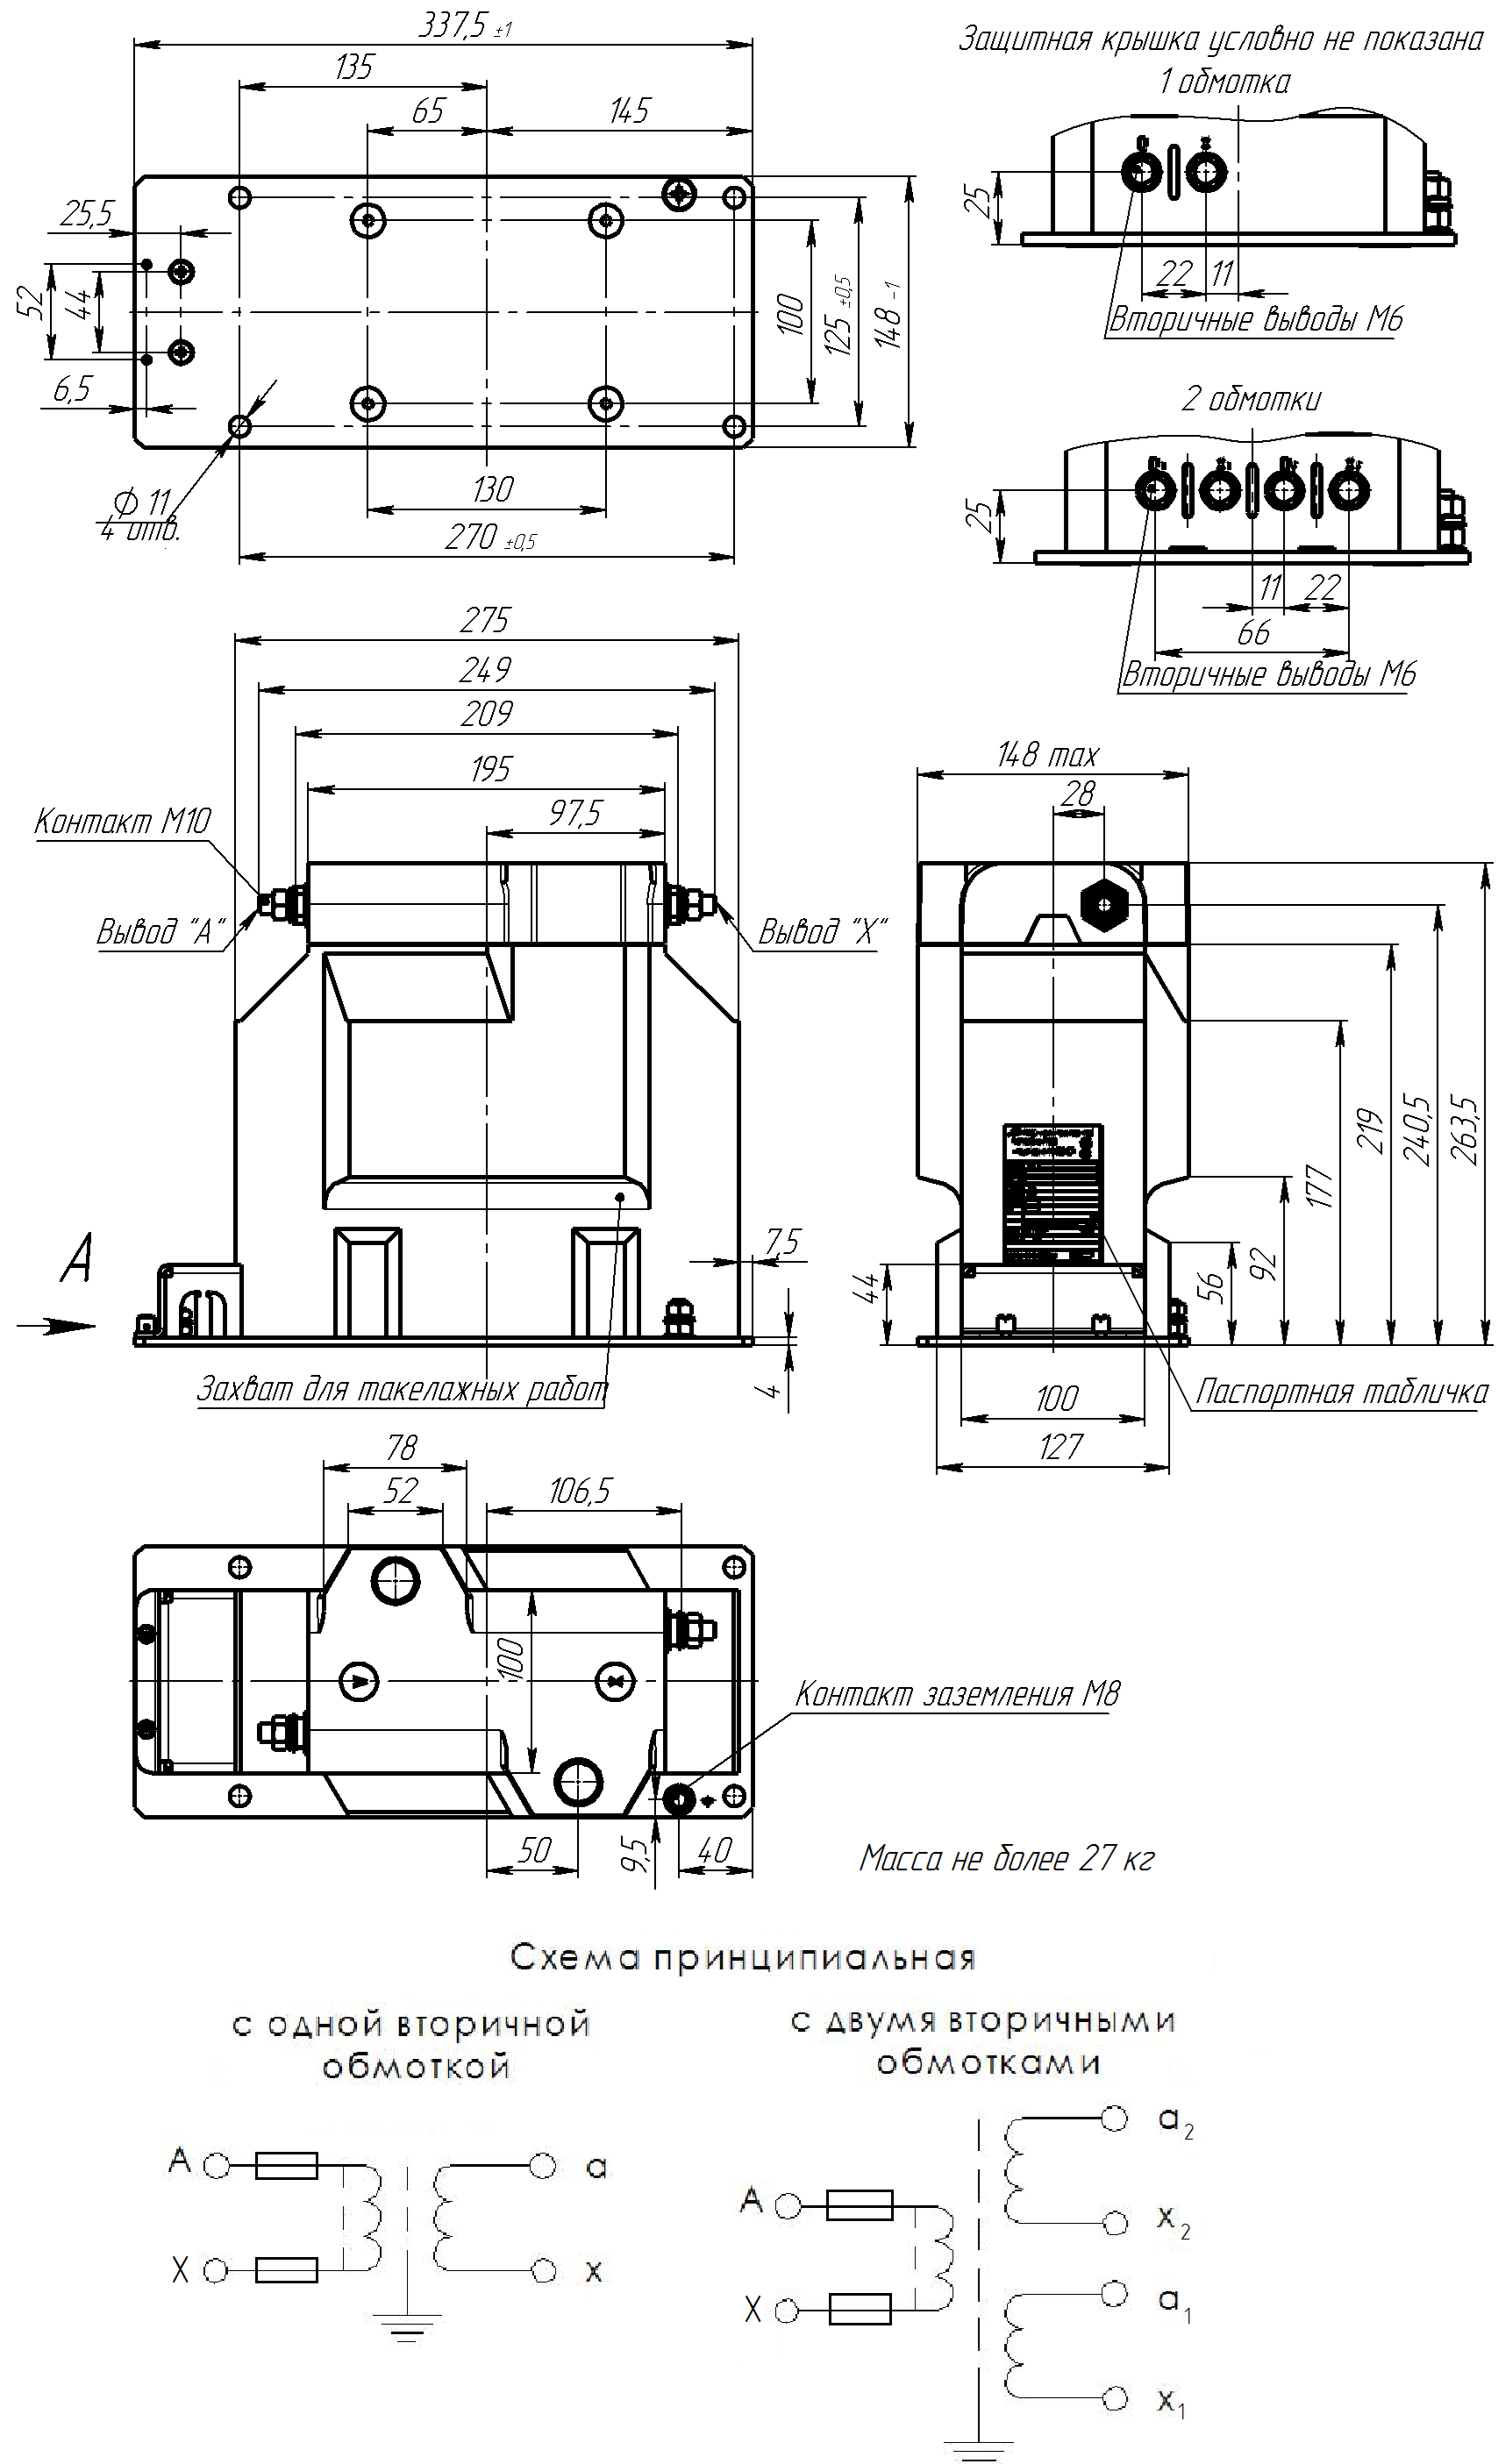 337,5 ±1
135
65
145
25,5
52
44
6,5
100
125 ±0,5
148 -1
Ф 11
4 отв.
130
270 ±0,5
Защитная крышка условно не показана
1 обмотка
25
22
11
Вторичные выводы М6
2 обмотки
25
11
22
66
Вторичные выводы М6
275
249
209
195
97,5
Контакт М10
Вывод "А"
Вывод "Х"
А
7,5
4
Захват для такелажных работ
148 max
28
44
56
92
177
219
240,5
263,5
100
127
Паспортная табличка
78
52
106,5
100
50
9,5
40
Контакт заземления М8
Масса не более 27 кг
Схема принципиальная
с одной вторичной
обмоткой
А
а
Х
х
с двумя вторичными
обмотками
а2
А
х2
Х
а1
х1